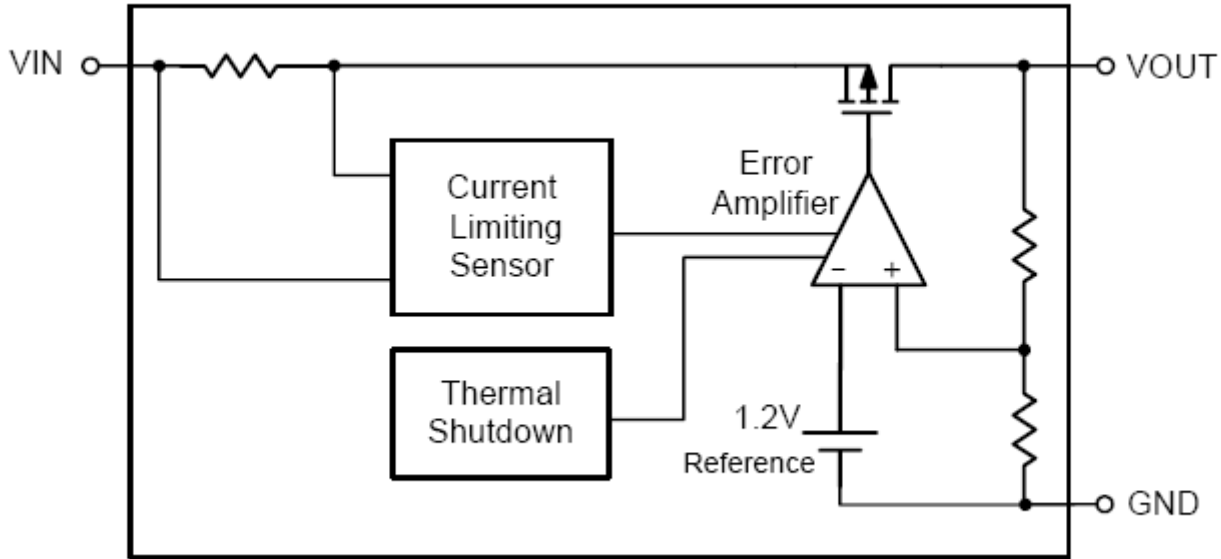 VIN
VOUT
Error
Amplifier
Current
Limiting
Sensor
− +
Thermal
Shutdown
1.2V
Reference
GND